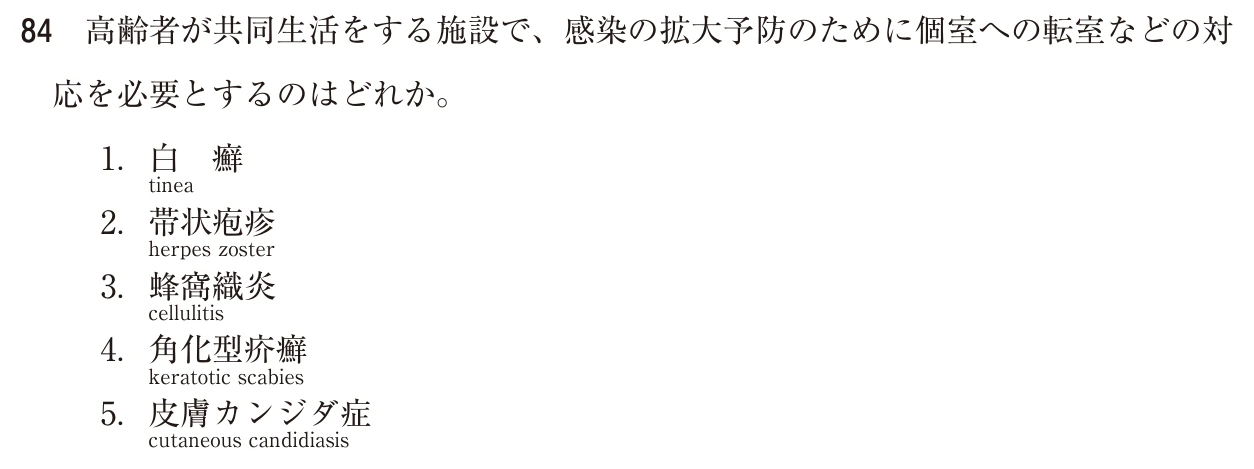 84　高齢者が共同生活をする施設で、感染の拡大予防のために個室への転室などの対
応を必要とするのはどれか。
1. 白　癬
tinea
2. 帯状疱疹
herpes zoster
3. 蜂窩織炎
cellulitis
4. 角化型疥癬
keratotic scabies
5. 皮膚カンジダ症
cutaneous candidiasis